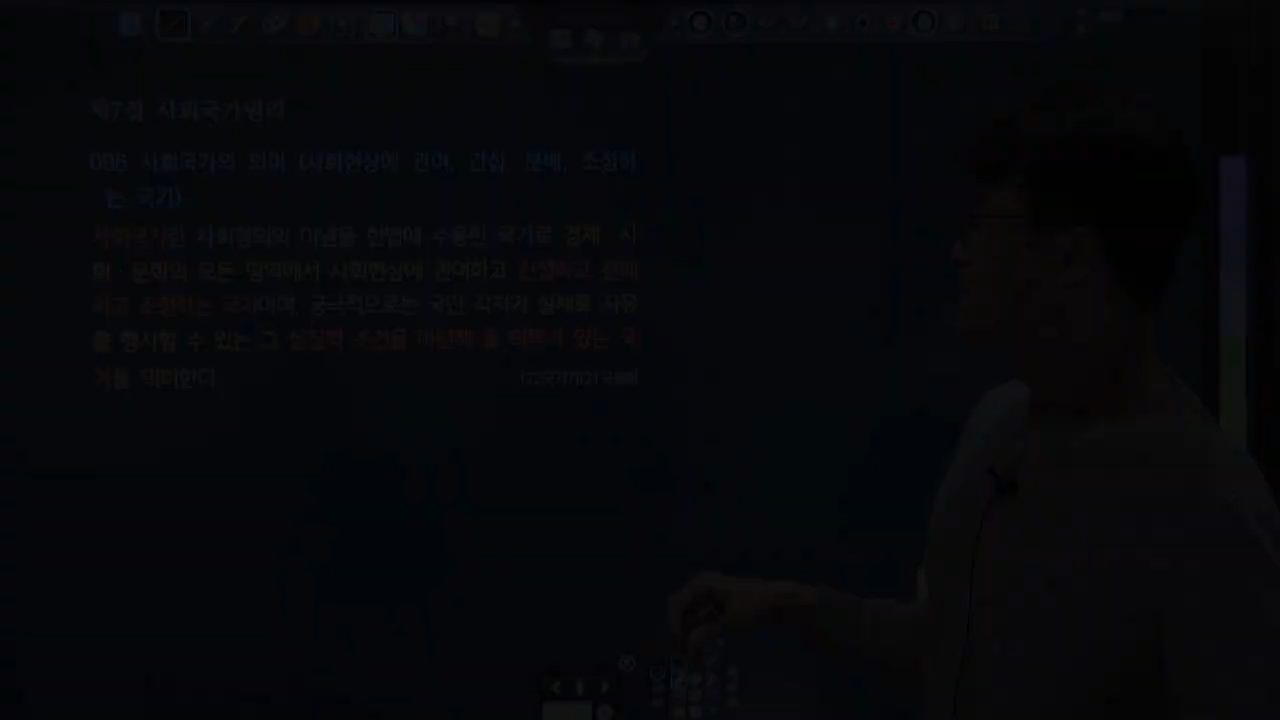 제7절 사회국가원리
086 사회국가의 의미 (사회현상에 관여, 간섭, 분배, 조정하
는 국가)
사회국가란 사회정의의 이념을 헌법에 수용한 국가로 경제 · 사
회 · 문화의 모든 영역에서 사회현상에 관여하고 간섭하고 분배
하고 조정하는 국가이며, 궁극적으로는 국민 각자가 실제로 자유
를 행사할 수 있는 그 실질적 조건을 마련해 줄 의무가 있는 국
가를 의미한다